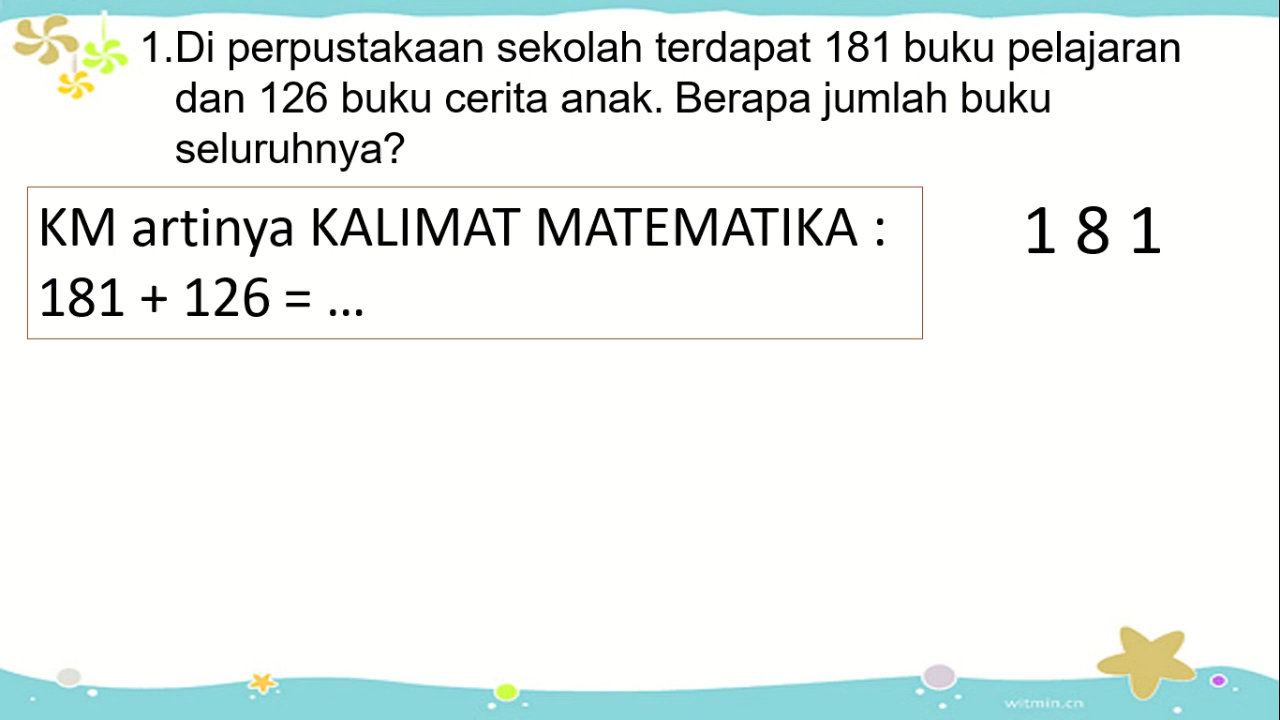 1.Di perpustakaan sekolah terdapat 181 buku pelajaran
dan 126 buku cerita anak. Berapa jumlah buku
seluruhnya?
KM artinya KALIMAT MATEMATIKA :
181 + 126 = ...
1 8 1
witmin.cn